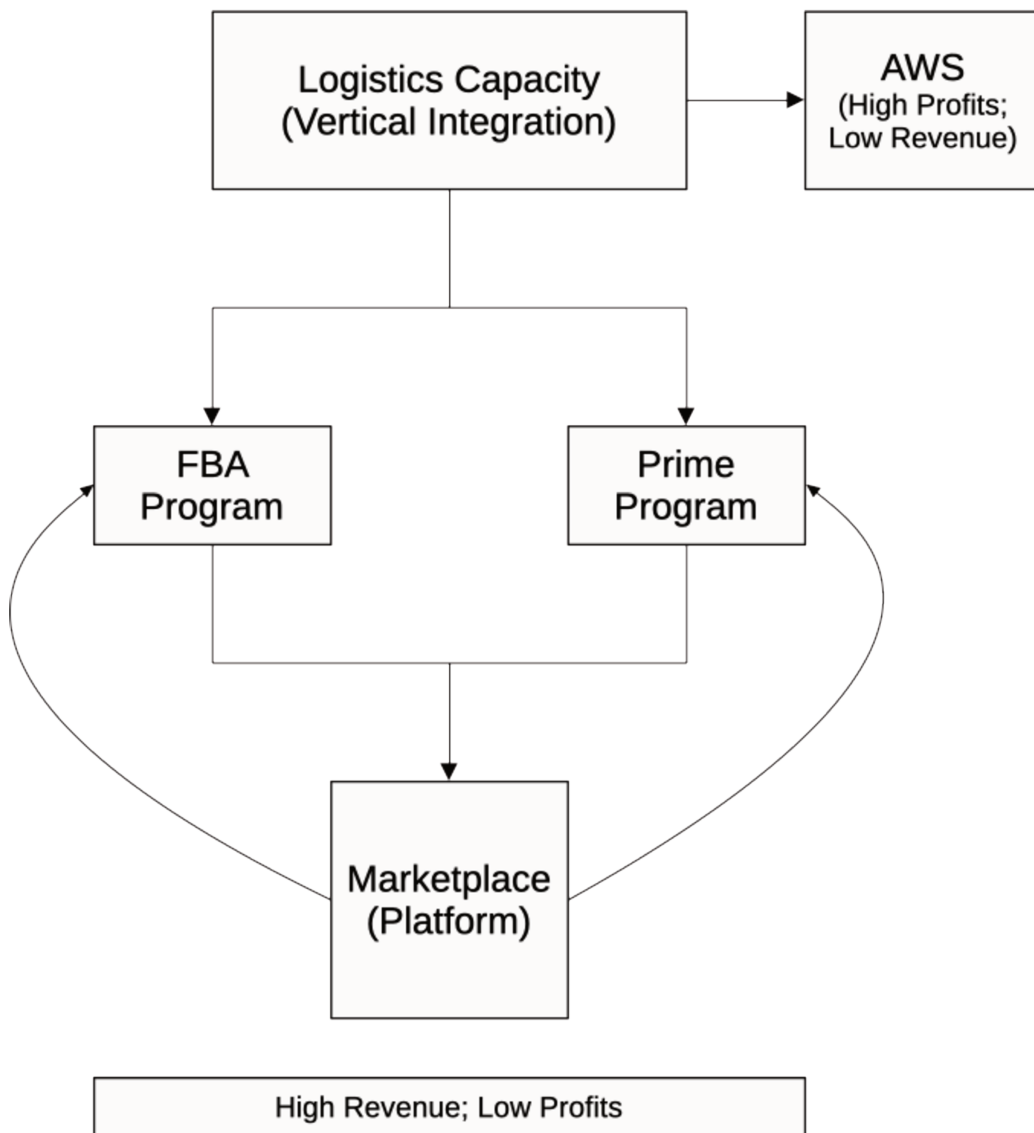 Logistics Capacity
(Vertical Integration)
AWS
(High Profits;
Low Revenue)
FBA
Program
Prime
Program
Marketplace
(Platform)
High Revenue; Low Profits